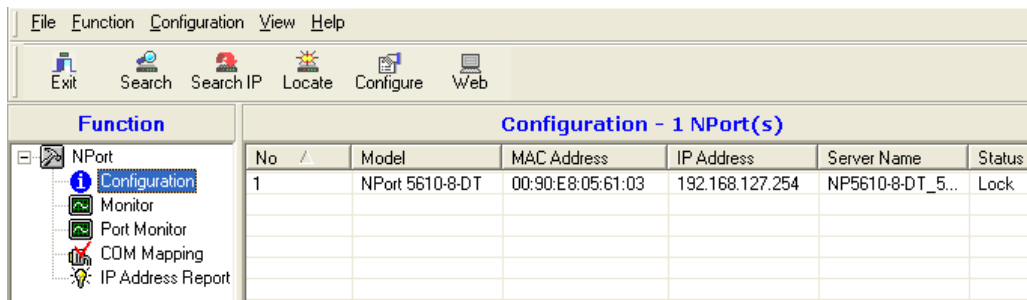 File Function Configuration View Help
Exit Search Search IP Locate Configure Web
Function
Configuration - 1 NPort(s)
NPort
Configuration
Monitor
Port Monitor
COM Mapping
IP Address Report
No Model MAC Address IP Address Server Name Status
1 NPort 5610-8-DT 00:90:E8:05:61:03 192.168.127.254 NP5610-8-DT_5... Lock